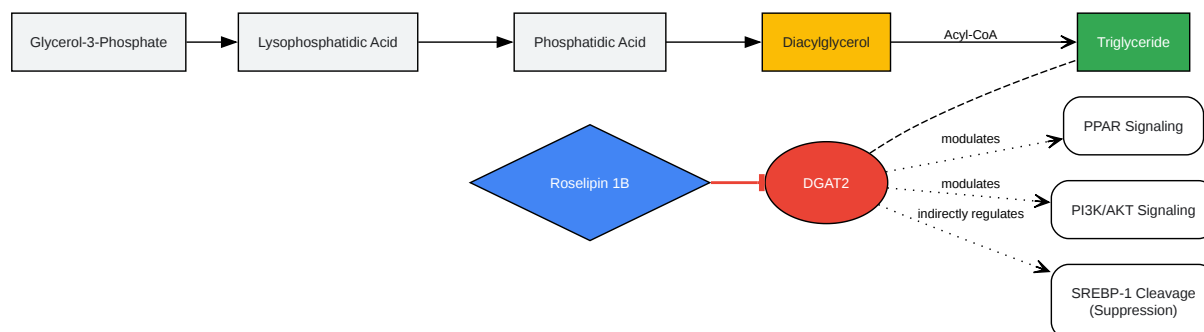 Glycerol-3-Phosphate
Lysophosphatidic Acid
Phosphatidic Acid
Diacylglycerol
Acyl-CoA
Triglyceride
PPAR Signaling
modulates
Roselipin 1B
DGAT2
modulates
PI3K/AKT Signaling
indirectly regulates
SREBP-1 Cleavage
(Suppression)